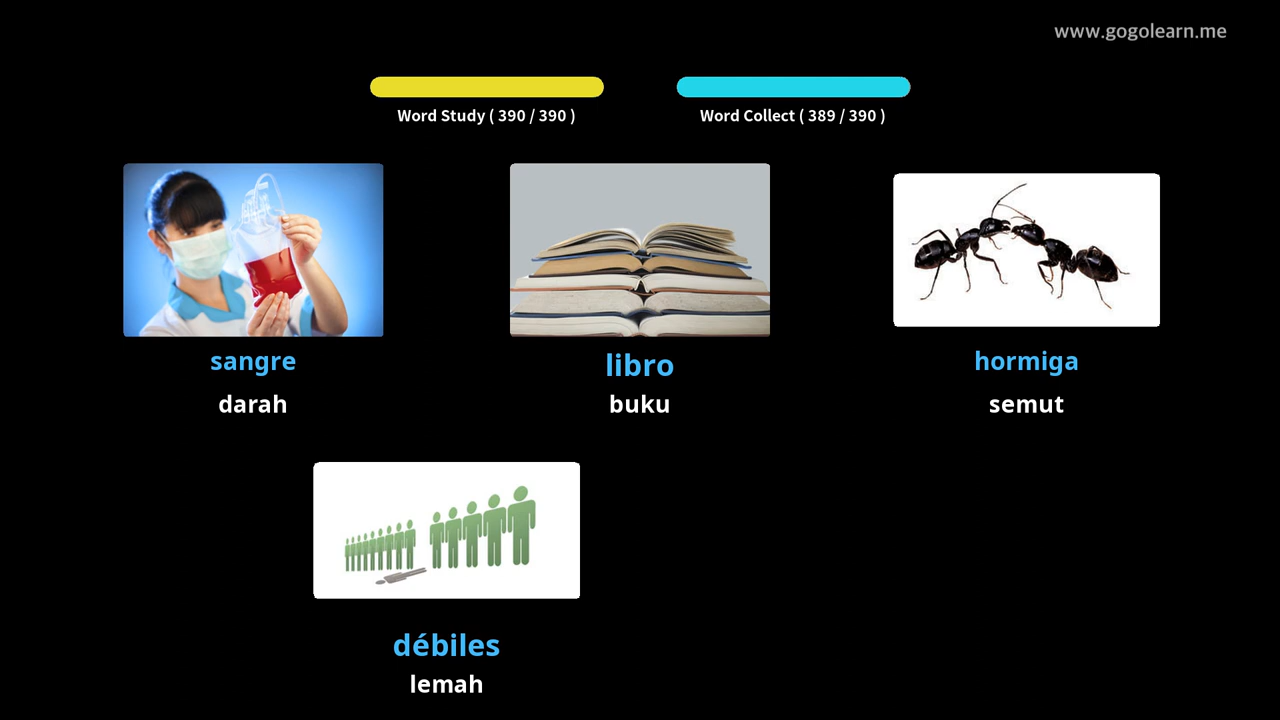 www.gogolearn.me
Word Study ( 390 / 390 )
Word Collect ( 389 / 390 )
sangre
libro
hormiga
darah
buku
semut
débiles
lemah